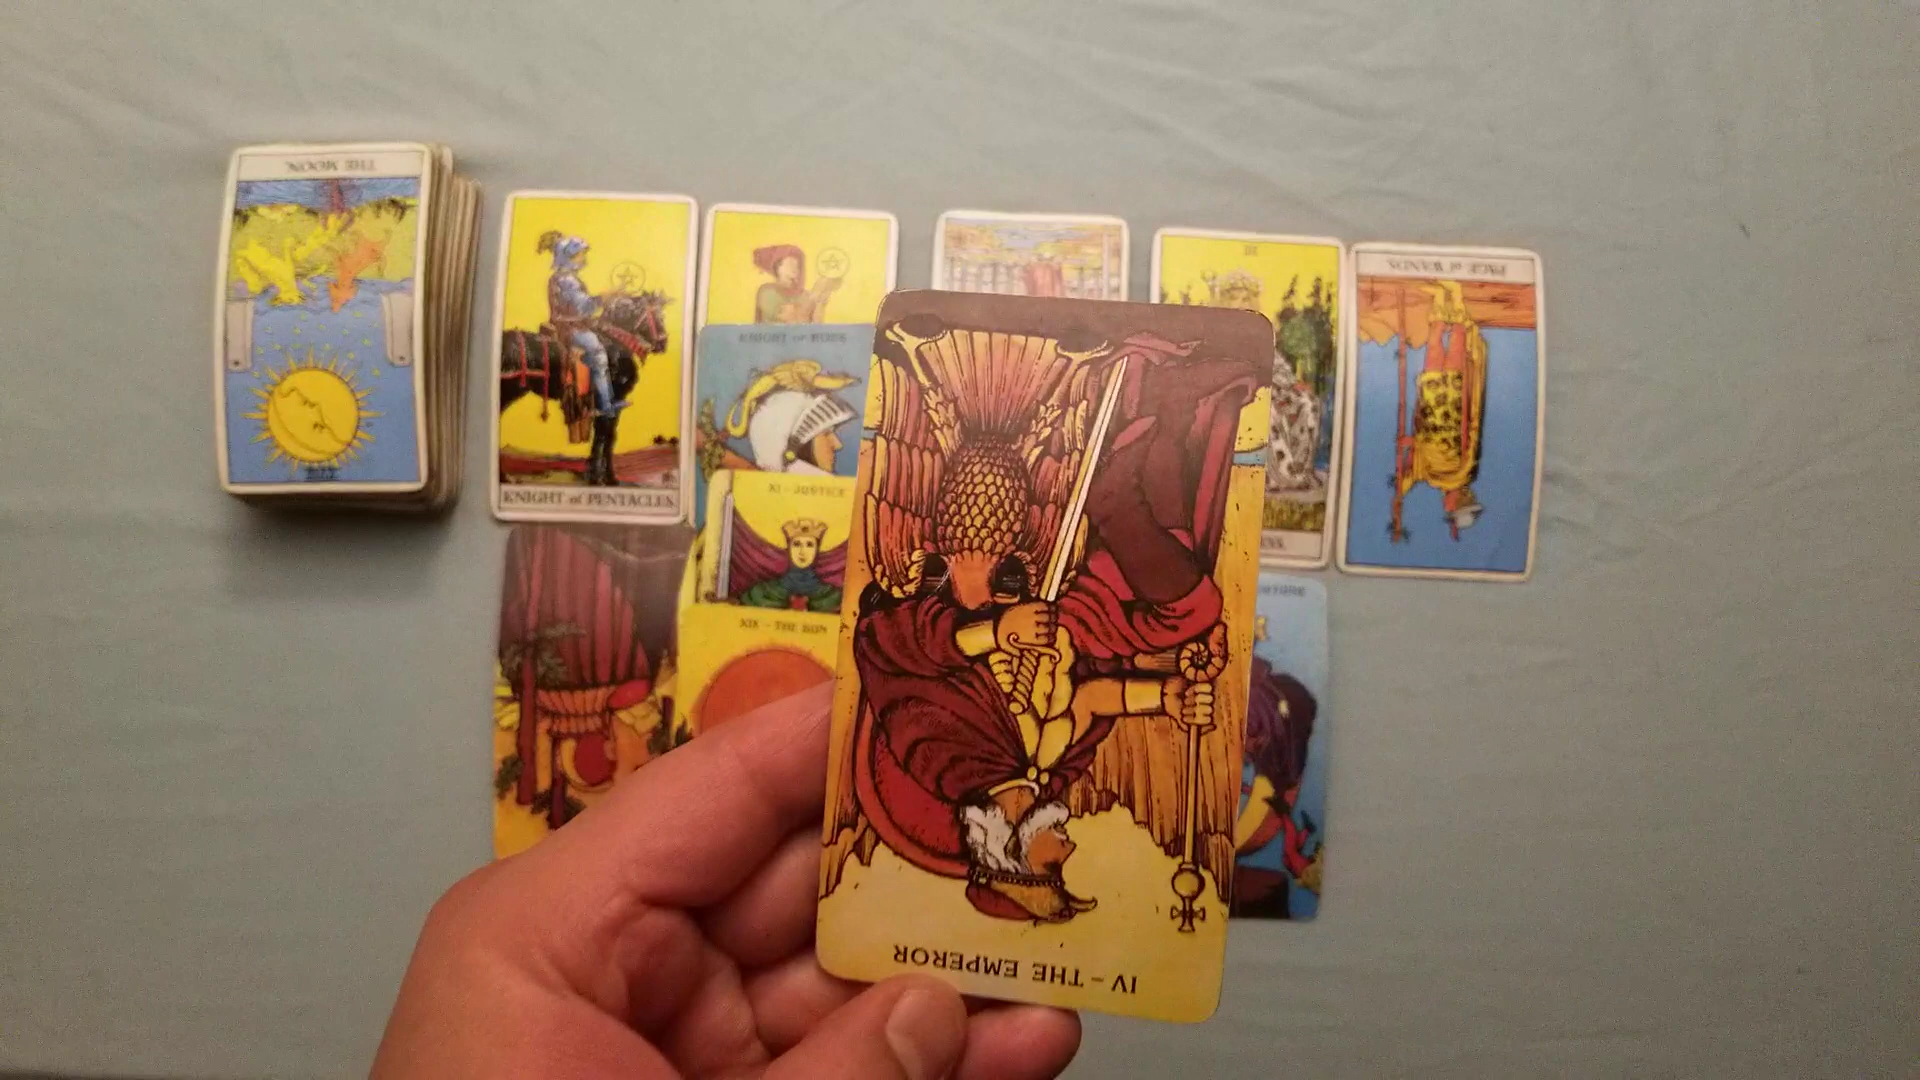 THE MOON.
KNIGHT of PENTACLES
III
PAGE of WANDS.
KNIGHT OF RODS
XI - JUSTICE
XIX - THE SUN
IV - THE EMPEROR